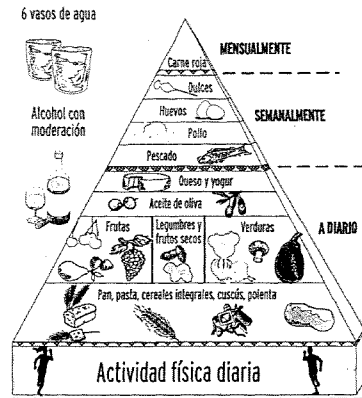 6 vasos de agua
Alcohol con
moderación
MENSUALMENTE
Carne roja
Dulces
Huevos
SEMANALMENTE
Pollo
Pescado
Queso y yogur
Aceite de oliva
A DIARIO
Frutas
Legumbres y
frutos secos
Verduras
Pan, pasta, cereales integrales, cuscús, polenta
Actividad física diaria